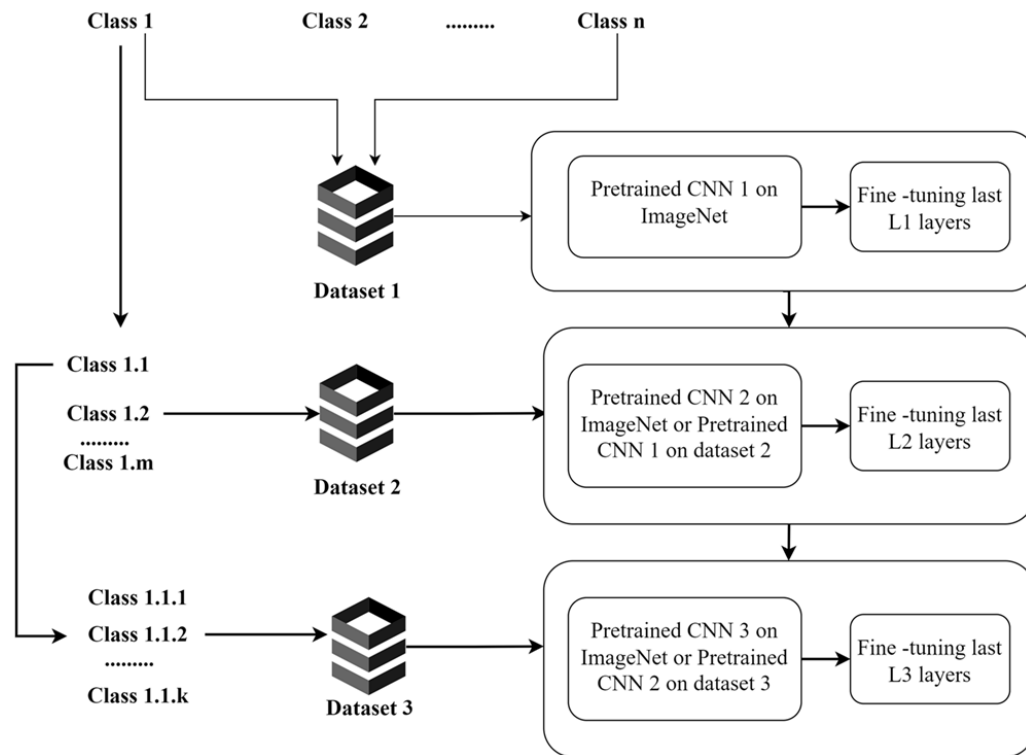 Class 1 Class 2 ......... Class n
Pretrained CNN 1 on
ImageNet
Fine -tuning last
L1 layers
Dataset 1
Class 1.1
Class 1.2
.........
Class 1.m
Dataset 2
Pretrained CNN 2 on
ImageNet or Pretrained
CNN 1 on dataset 2
Fine -tuning last
L2 layers
Class 1.1.1
Class 1.1.2
.........
Class 1.1.k
Dataset 3
Pretrained CNN 3 on
ImageNet or Pretrained
CNN 2 on dataset 3
Fine -tuning last
L3 layers